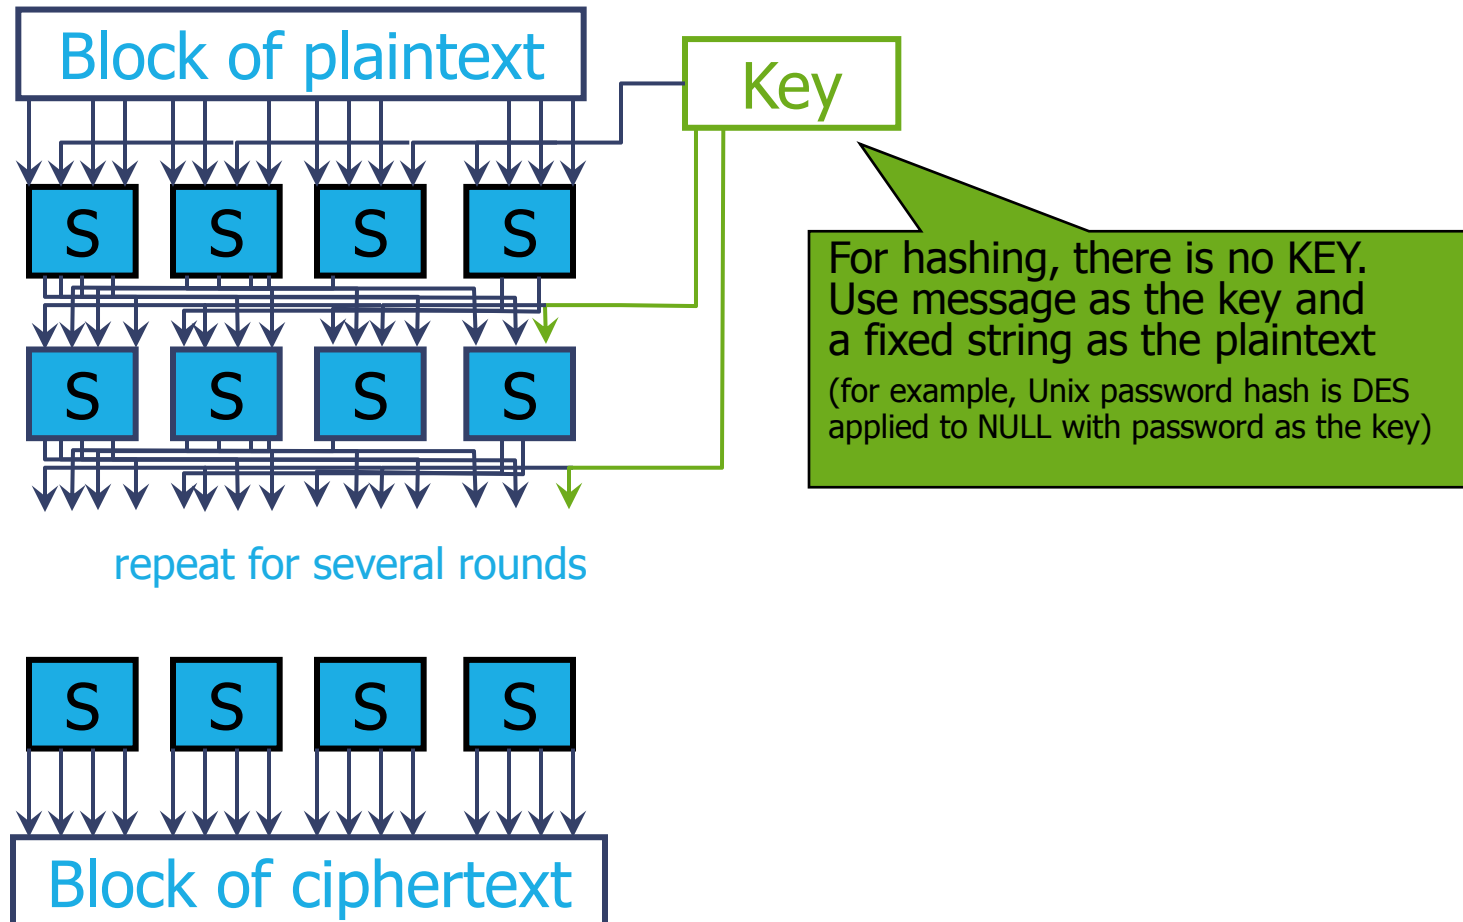 Block of plaintext
Key
S S S S
For hashing, there is no KEY.
Use message as the key and
a fixed string as the plaintext
(for example, Unix password hash is DES
applied to NULL with password as the key)
S S S S
repeat for several rounds
S S S S
Block of ciphertext